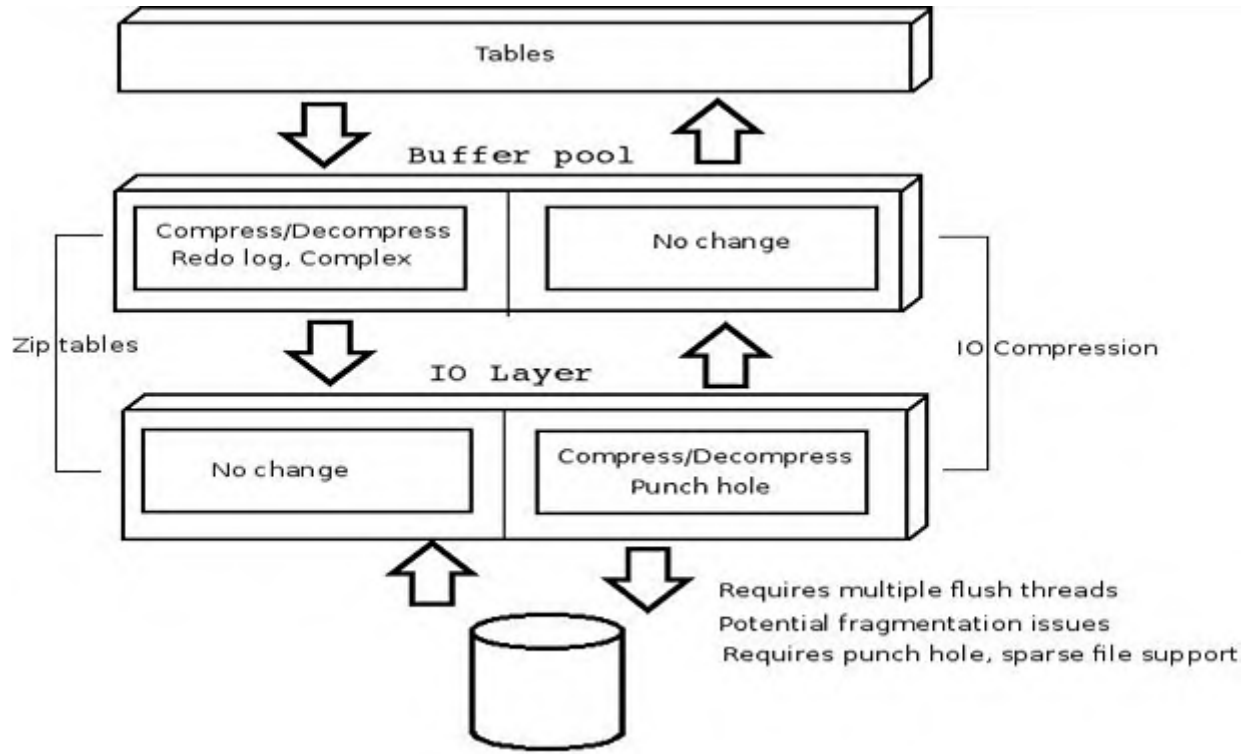 Tables
Buffer pool
Compress/Decompress
Redo log, Complex
No change
Zip tables
IO Compression
IO Layer
No change
Compress/Decompress
Punch hole
Requires multiple flush threads
Potential fragmentation issues
Requires punch hole, sparse file support